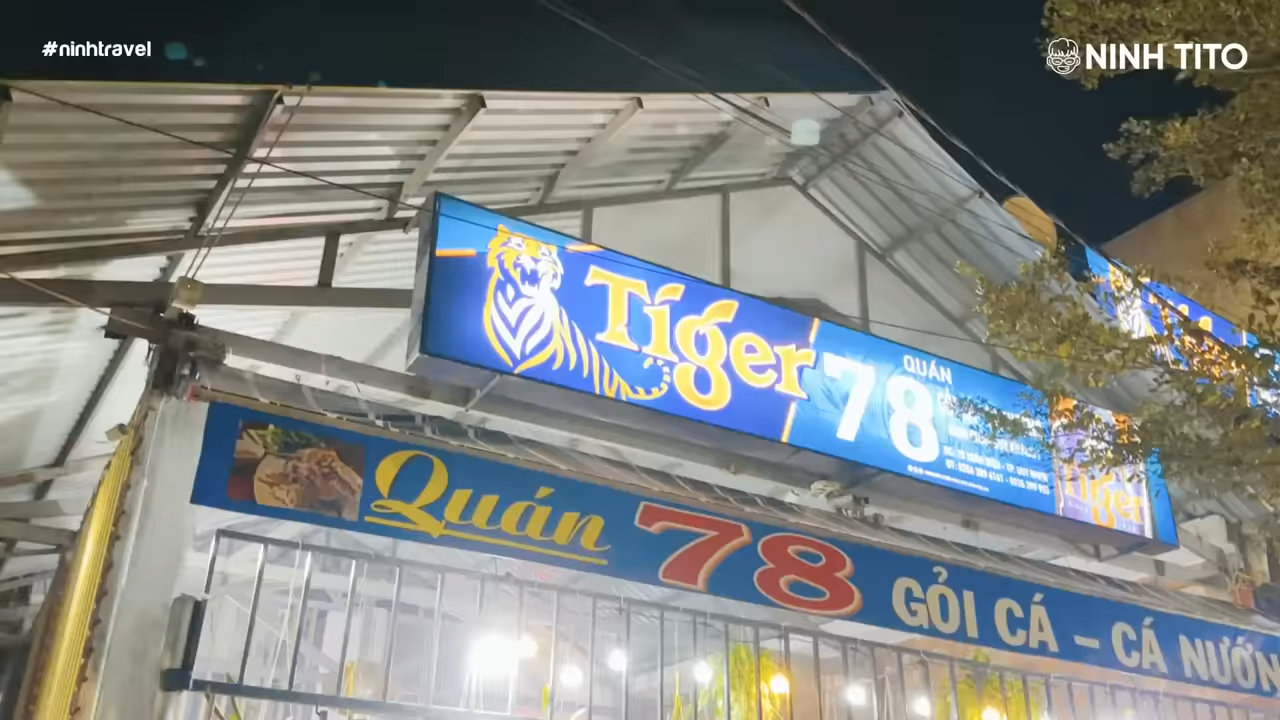 #ninhtravel
NINH TITO
Tiger
78
QUÁN
Tiger
Quán 78 GỎI CÁ - CÁ NƯỚN